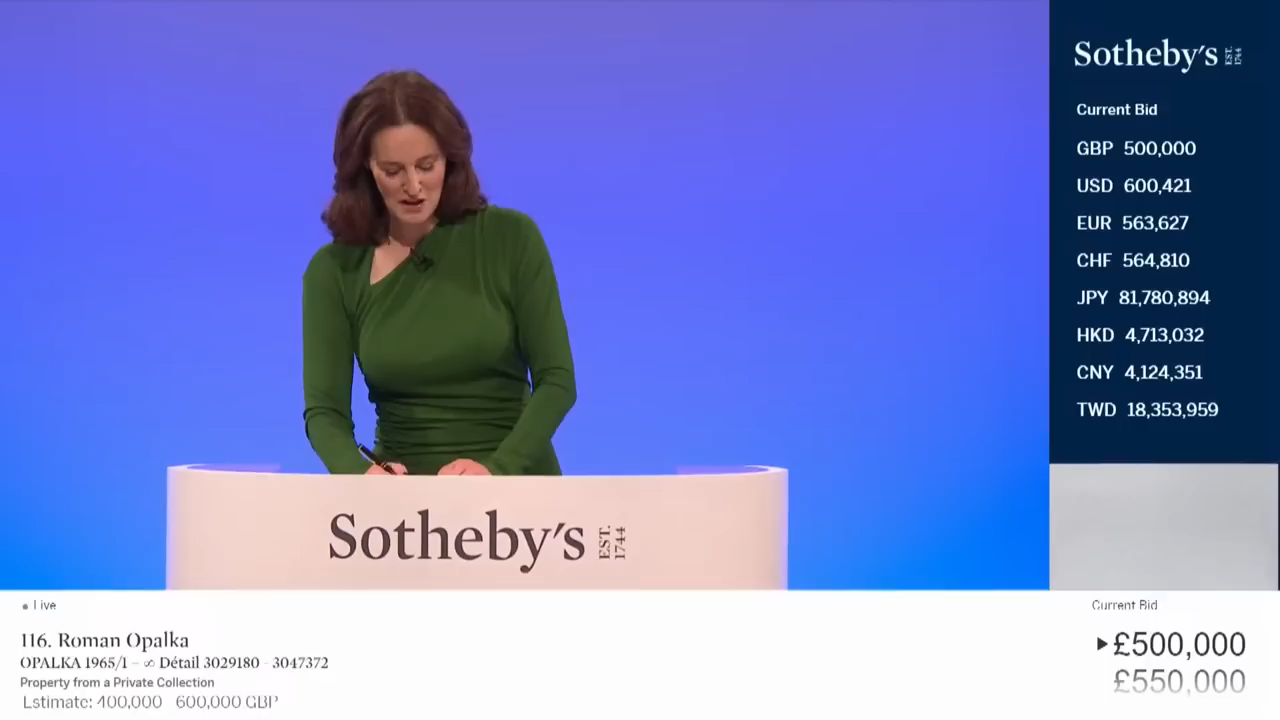 Sotheby's EST. 1744
Current Bid
GBP 500,000
USD 600,421
EUR 563,627
CHF 564,810
JPY 81,780,894
HKD 4,713,032
CNY 4,124,351
TWD 18,353,959
Sotheby's EST. 1744
Live
116. Roman Opalka
OPALKA 1965/1 – ∞ Détail 3029180 - 3047372
Property from a Private Collection
Estimate: 400,000 600,000 GBP
Current Bid
£500,000
£550,000